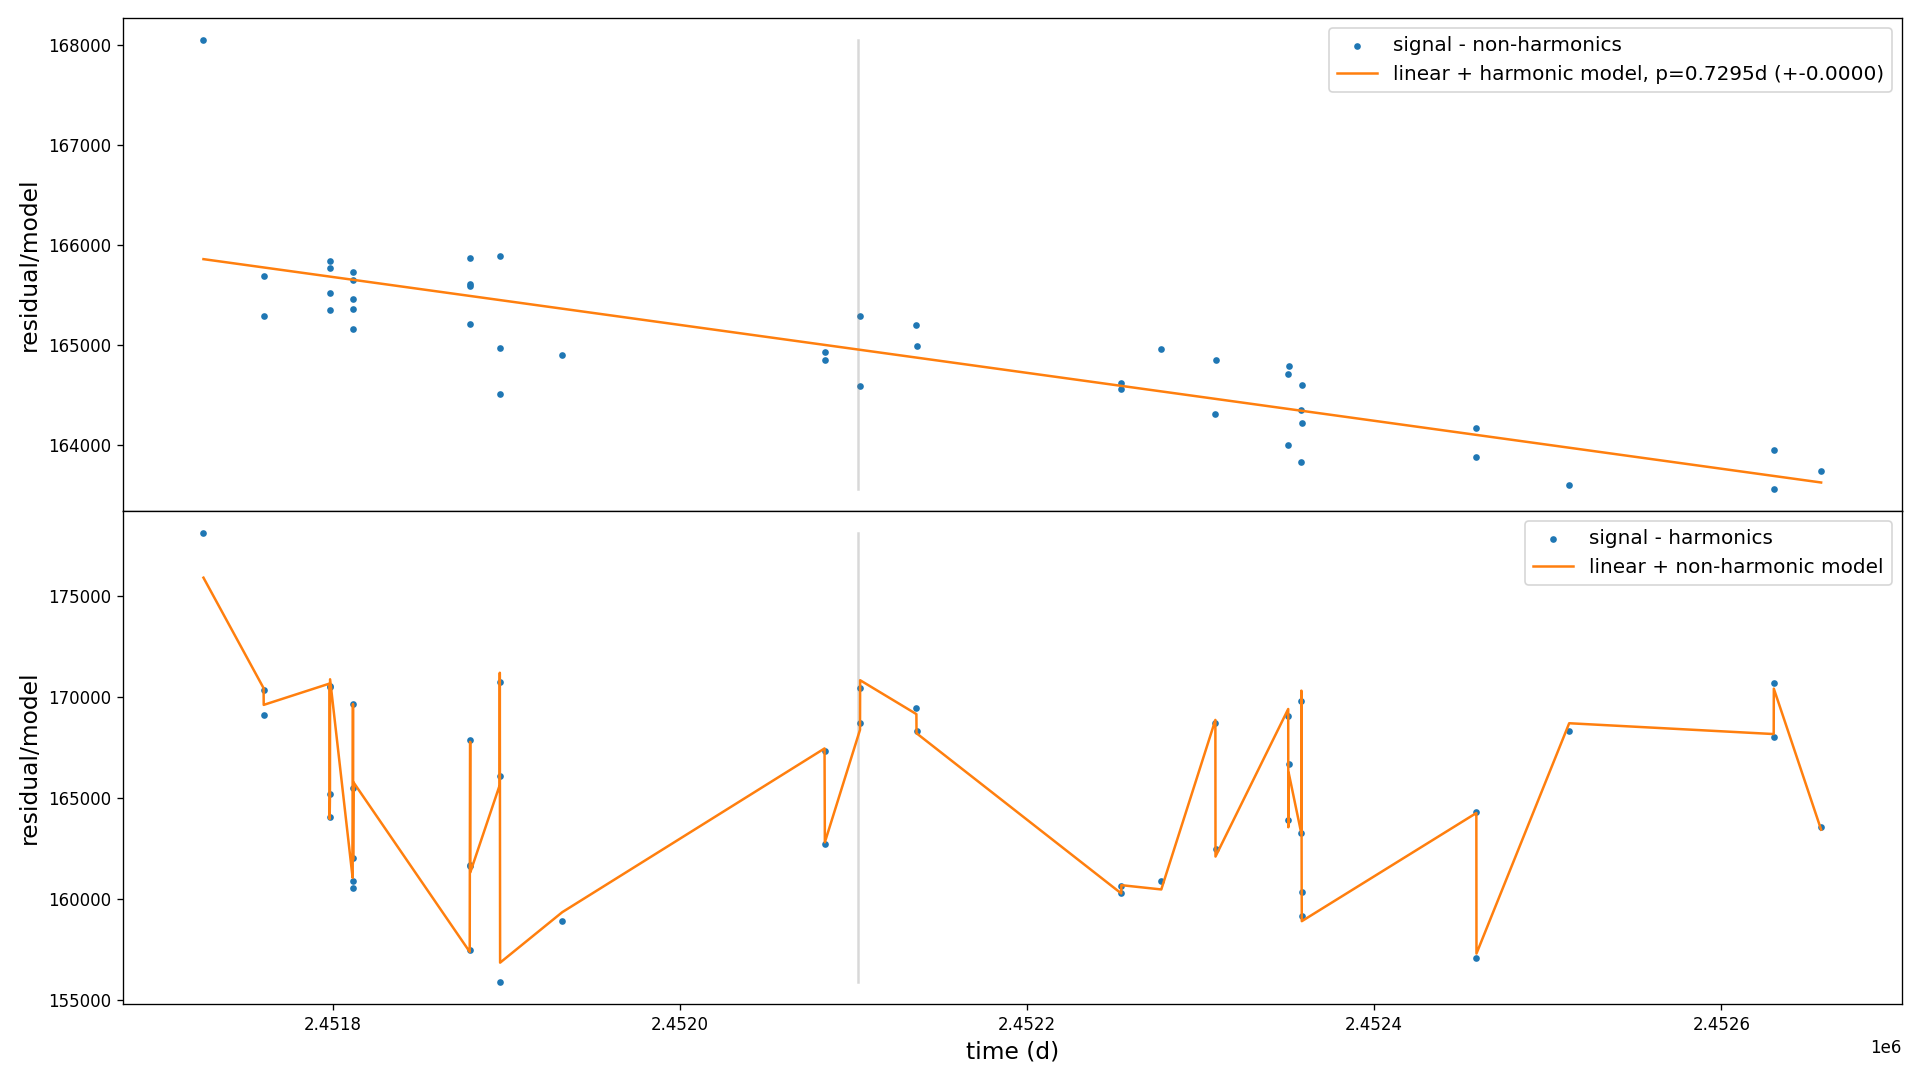 168000
167000
166000
165000
164000
residual/model
signal - non-harmonics
linear + harmonic model, p=0.7295d (+-0.0000)
175000
170000
165000
160000
155000
residual/model
signal - harmonics
linear + non-harmonic model
2.4518 2.4520 2.4522 2.4524 2.4526
1e6
time (d)